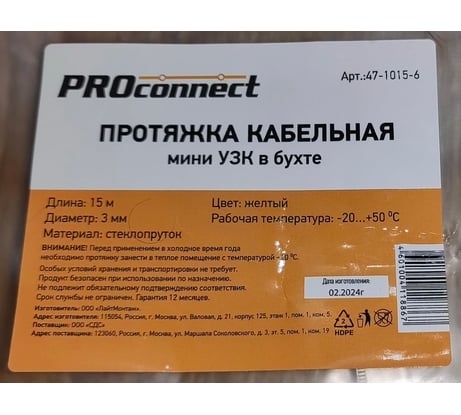 PROconnect
Арт.:47-1015-6
ПРОТЯЖКА КАБЕЛЬНАЯ
мини УЗК в бухте
Длина: 15 м
Диаметр: 3 мм
Материал: стеклопруток
Цвет: желтый
Рабочая температура: -20...+50 °С
ВНИМАНИЕ! Перед применением в холодное время года
необходимо протяжку занести в теплое помещение с температурой -20 °С.
Особых условий хранения и транспортировки не требует.
Продукт безопасен при использовании по назначению.
Не подлежит обязательному подтверждению соответствия.
Срок службы не ограничен. Гарантия 12 месяцев.
Изготовитель: ООО «ЛайтМонтаж».
Адрес изготовителя: 115054, Россия, г. Москва, ул. Валовая, д. 21, корпус 125, этаж 1, пом. 1, ком. 5.
Поставщик: ООО «СДС»
Адрес поставщика: 123060, Россия, г. Москва, ул. Маршала Соколовского, д. 3, эт. 5, пом. 1, ком. 19
Дата изготовления:
02.2024г
2
HDPE